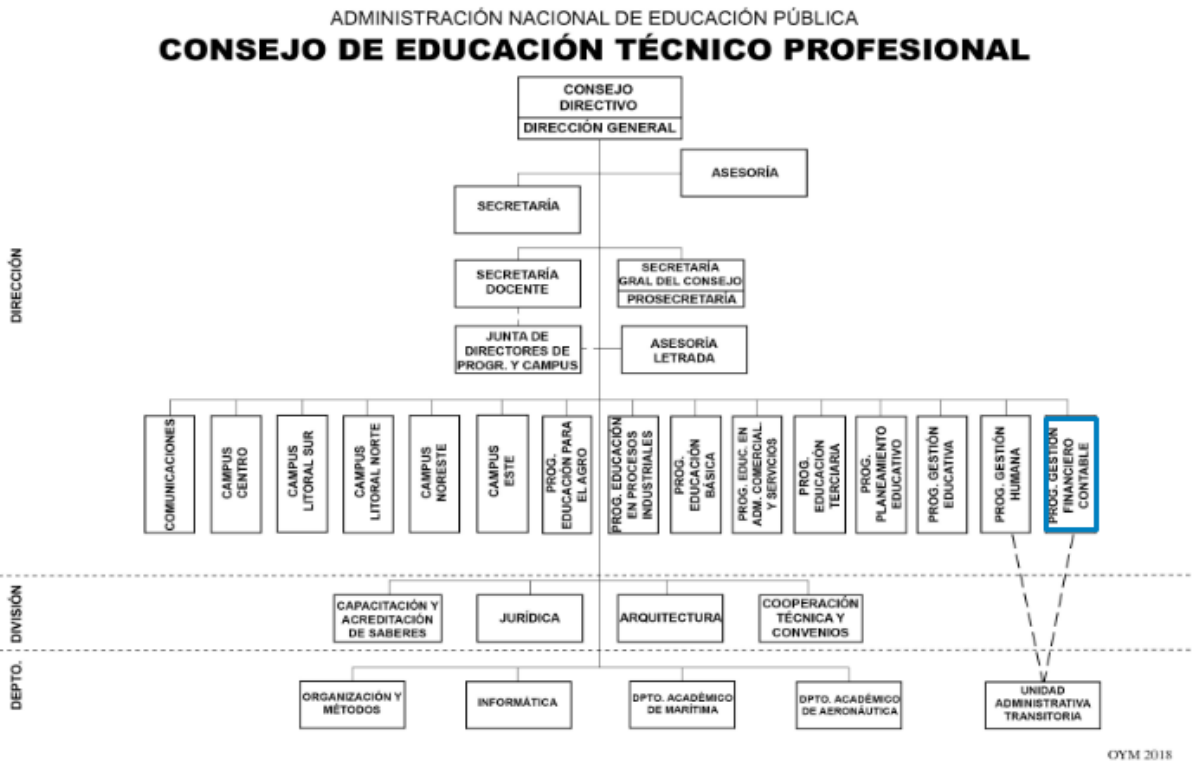 ADMINISTRACIÓN NACIONAL DE EDUCACIÓN PÚBLICA
CONSEJO DE EDUCACIÓN TÉCNICO PROFESIONAL
CONSEJO
DIRECTIVO
DIRECCIÓN GENERAL
ASESORÍA
SECRETARÍA
DIRECCIÓN
SECRETARÍA
DOCENTE
SECRETARÍA
GRAL DEL CONSEJO
PROSECRETARÍA
JUNTA DE
DIRECTORES DE
PROGR. Y CAMPUS
ASESORÍA
LETRADA
COMUNICACIONES
CAMPUS
CENTRO
CAMPUS
LITORAL SUR
CAMPUS
LITORAL NORTE
CAMPUS
NORESTE
CAMPUS
ESTE
PROG.
EDUCACIÓN PARA
EL AGRO
PROG. EDUCACIÓN
EN PROCESOS
INDUSTRIALES
PROG.
EDUCACIÓN
BÁSICA
PROG. EDUC. EN
ADM. COMERCIAL.
Y SERVICIOS
PROG.
EDUCACIÓN
TERCIARIA
PROG.
PLANEAMIENTO
EDUCATIVO
PROG. GESTIÓN
EDUCATIVA
PROG. GESTIÓN
HUMANA
PROG. GESTIÓN
FINANCIERO
CONTABLE
DIVISIÓN
CAPACITACIÓN Y
ACREDITACIÓN
DE SABERES
JURÍDICA
ARQUITECTURA
COOPERACIÓN
TÉCNICA Y
CONVENIOS
DEPTO.
ORGANIZACIÓN Y
MÉTODOS
INFORMÁTICA
DPTO. ACADÉMICO
DE MARÍTIMA
DPTO. ACADÉMICO
DE AERONÁUTICA
UNIDAD
ADMINISTRATIVA
TRANSITORIA
OYM 2018